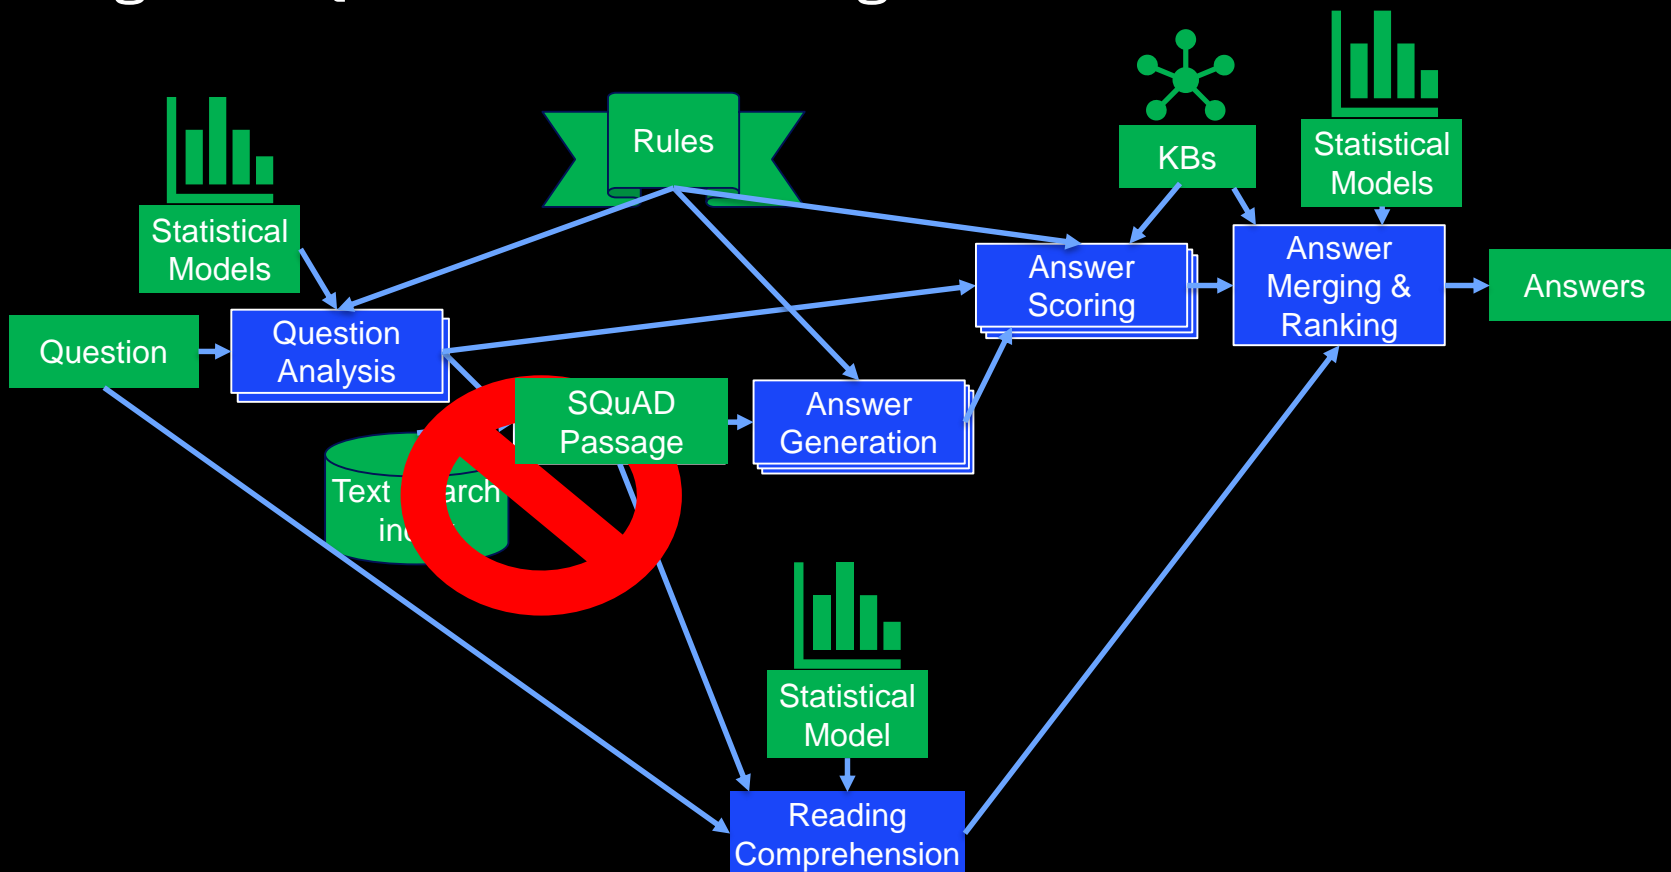 Rules
KBs
Statistical
Models
Statistical
Models
Answer
Merging &
Ranking
Answer
Scoring
Answers
Question
Question
Analysis
SQuAD
Passage
Answer
Generation
Text
arch
Statistical
Model
Reading
Comprehension